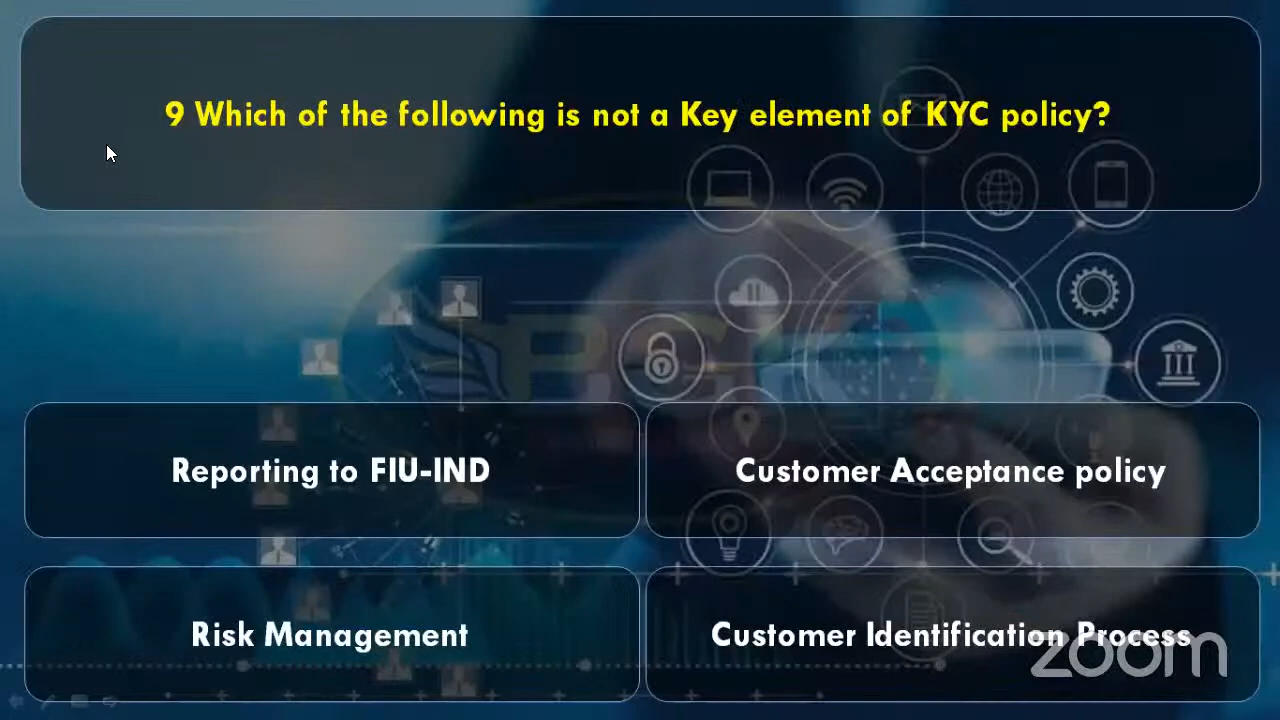 9 Which of the following is not a Key element of KYC policy?
Reporting to FIU-IND
Customer Acceptance policy
Risk Management
Customer Identification Process
zoom